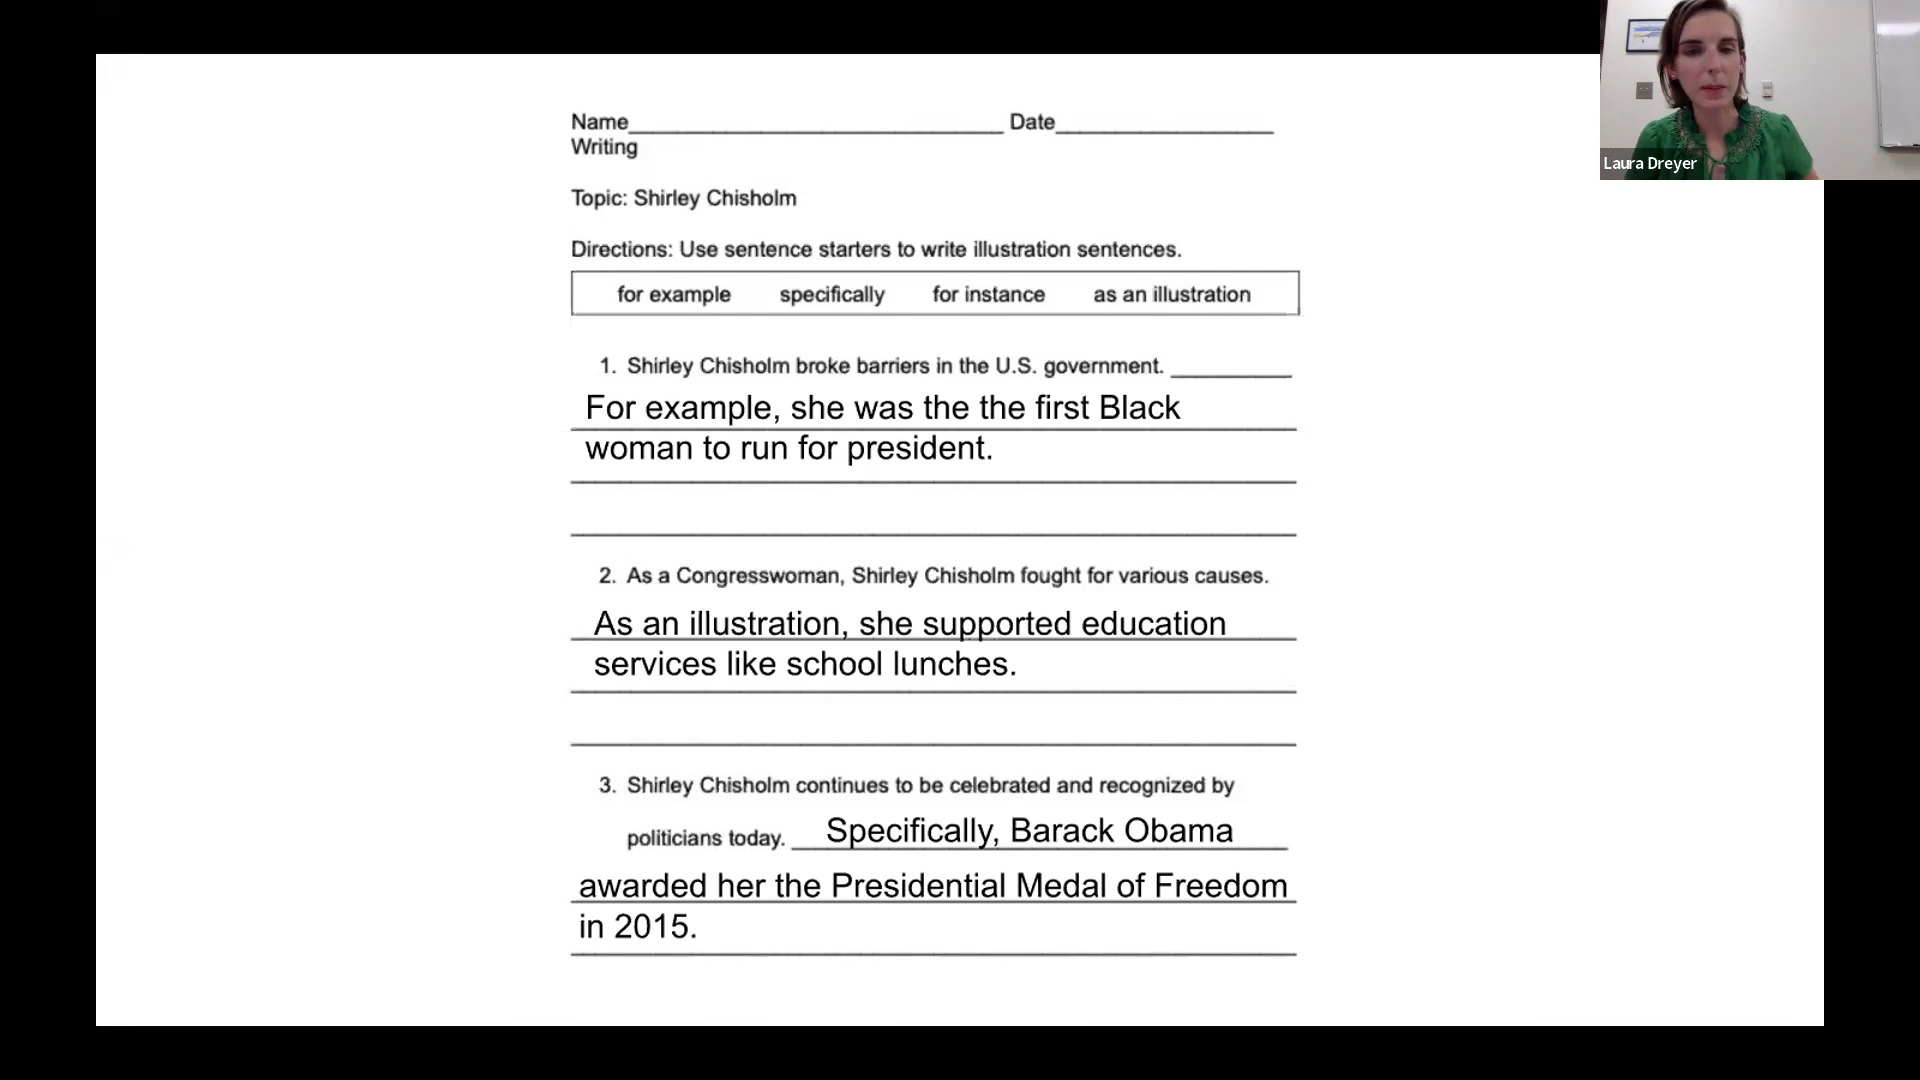 Name__________ Date__________
Writing
Topic: Shirley Chisholm
Directions: Use sentence starters to write illustration sentences.
for example specifically for instance as an illustration
1. Shirley Chisholm broke barriers in the U.S. government. __________
For example, she was the the first Black
woman to run for president.
2. As a Congresswoman, Shirley Chisholm fought for various causes.
As an illustration, she supported education
services like school lunches.
3. Shirley Chisholm continues to be celebrated and recognized by
politicians today. Specifically, Barack Obama
awarded her the Presidential Medal of Freedom
in 2015.
Laura Dreyer